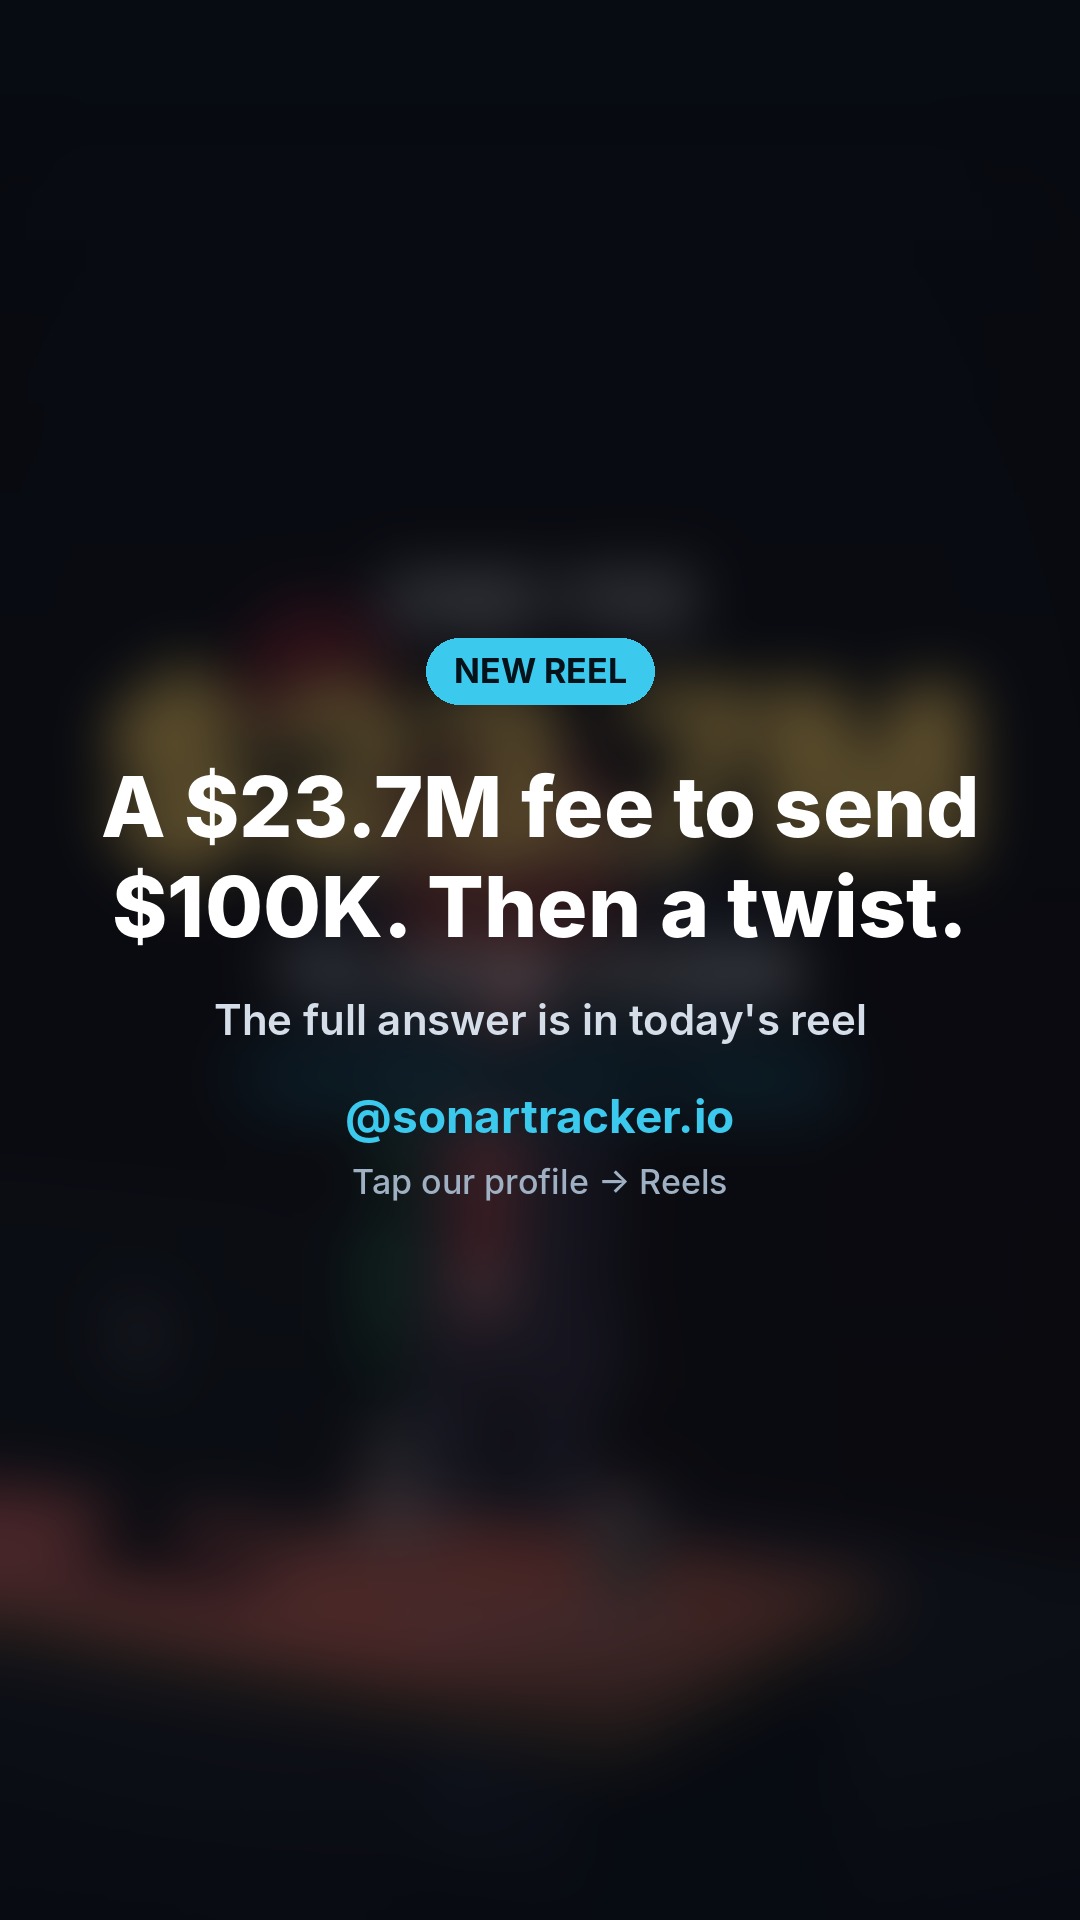 NEW REEL
A $23.7M fee to send
$100K. Then a twist.
The full answer is in today's reel
@sonartracker.io
Tap our profile → Reels